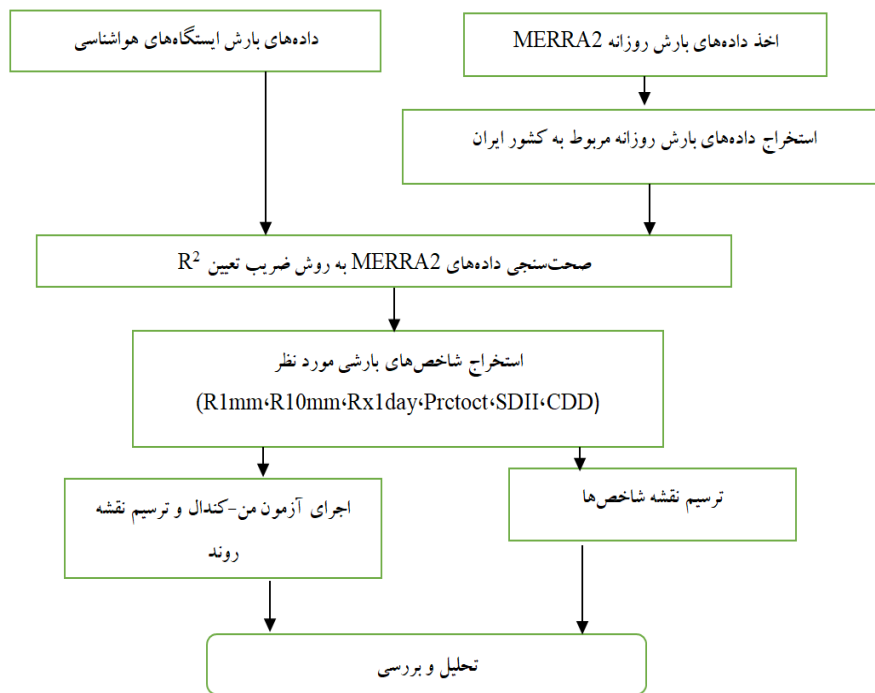 اخذ داده‌های بارش روزانه MERRA2
داده‌های بارش ایستگاه‌های هواشناسی
استخراج داده‌های بارش روزانه مربوط به کشور ایران
صحت‌سنجی داده‌های MERRA2 به روش ضریب تعیین R²
استخراج شاخص‌های بارشی مورد نظر
(R1mm،R10mm،Rx1day،Prctoct،SDII،CDD)
ترسیم نقشه شاخص‌ها
اجرای آزمون من-کندال و ترسیم نقشه
روند
تحلیل و بررسی